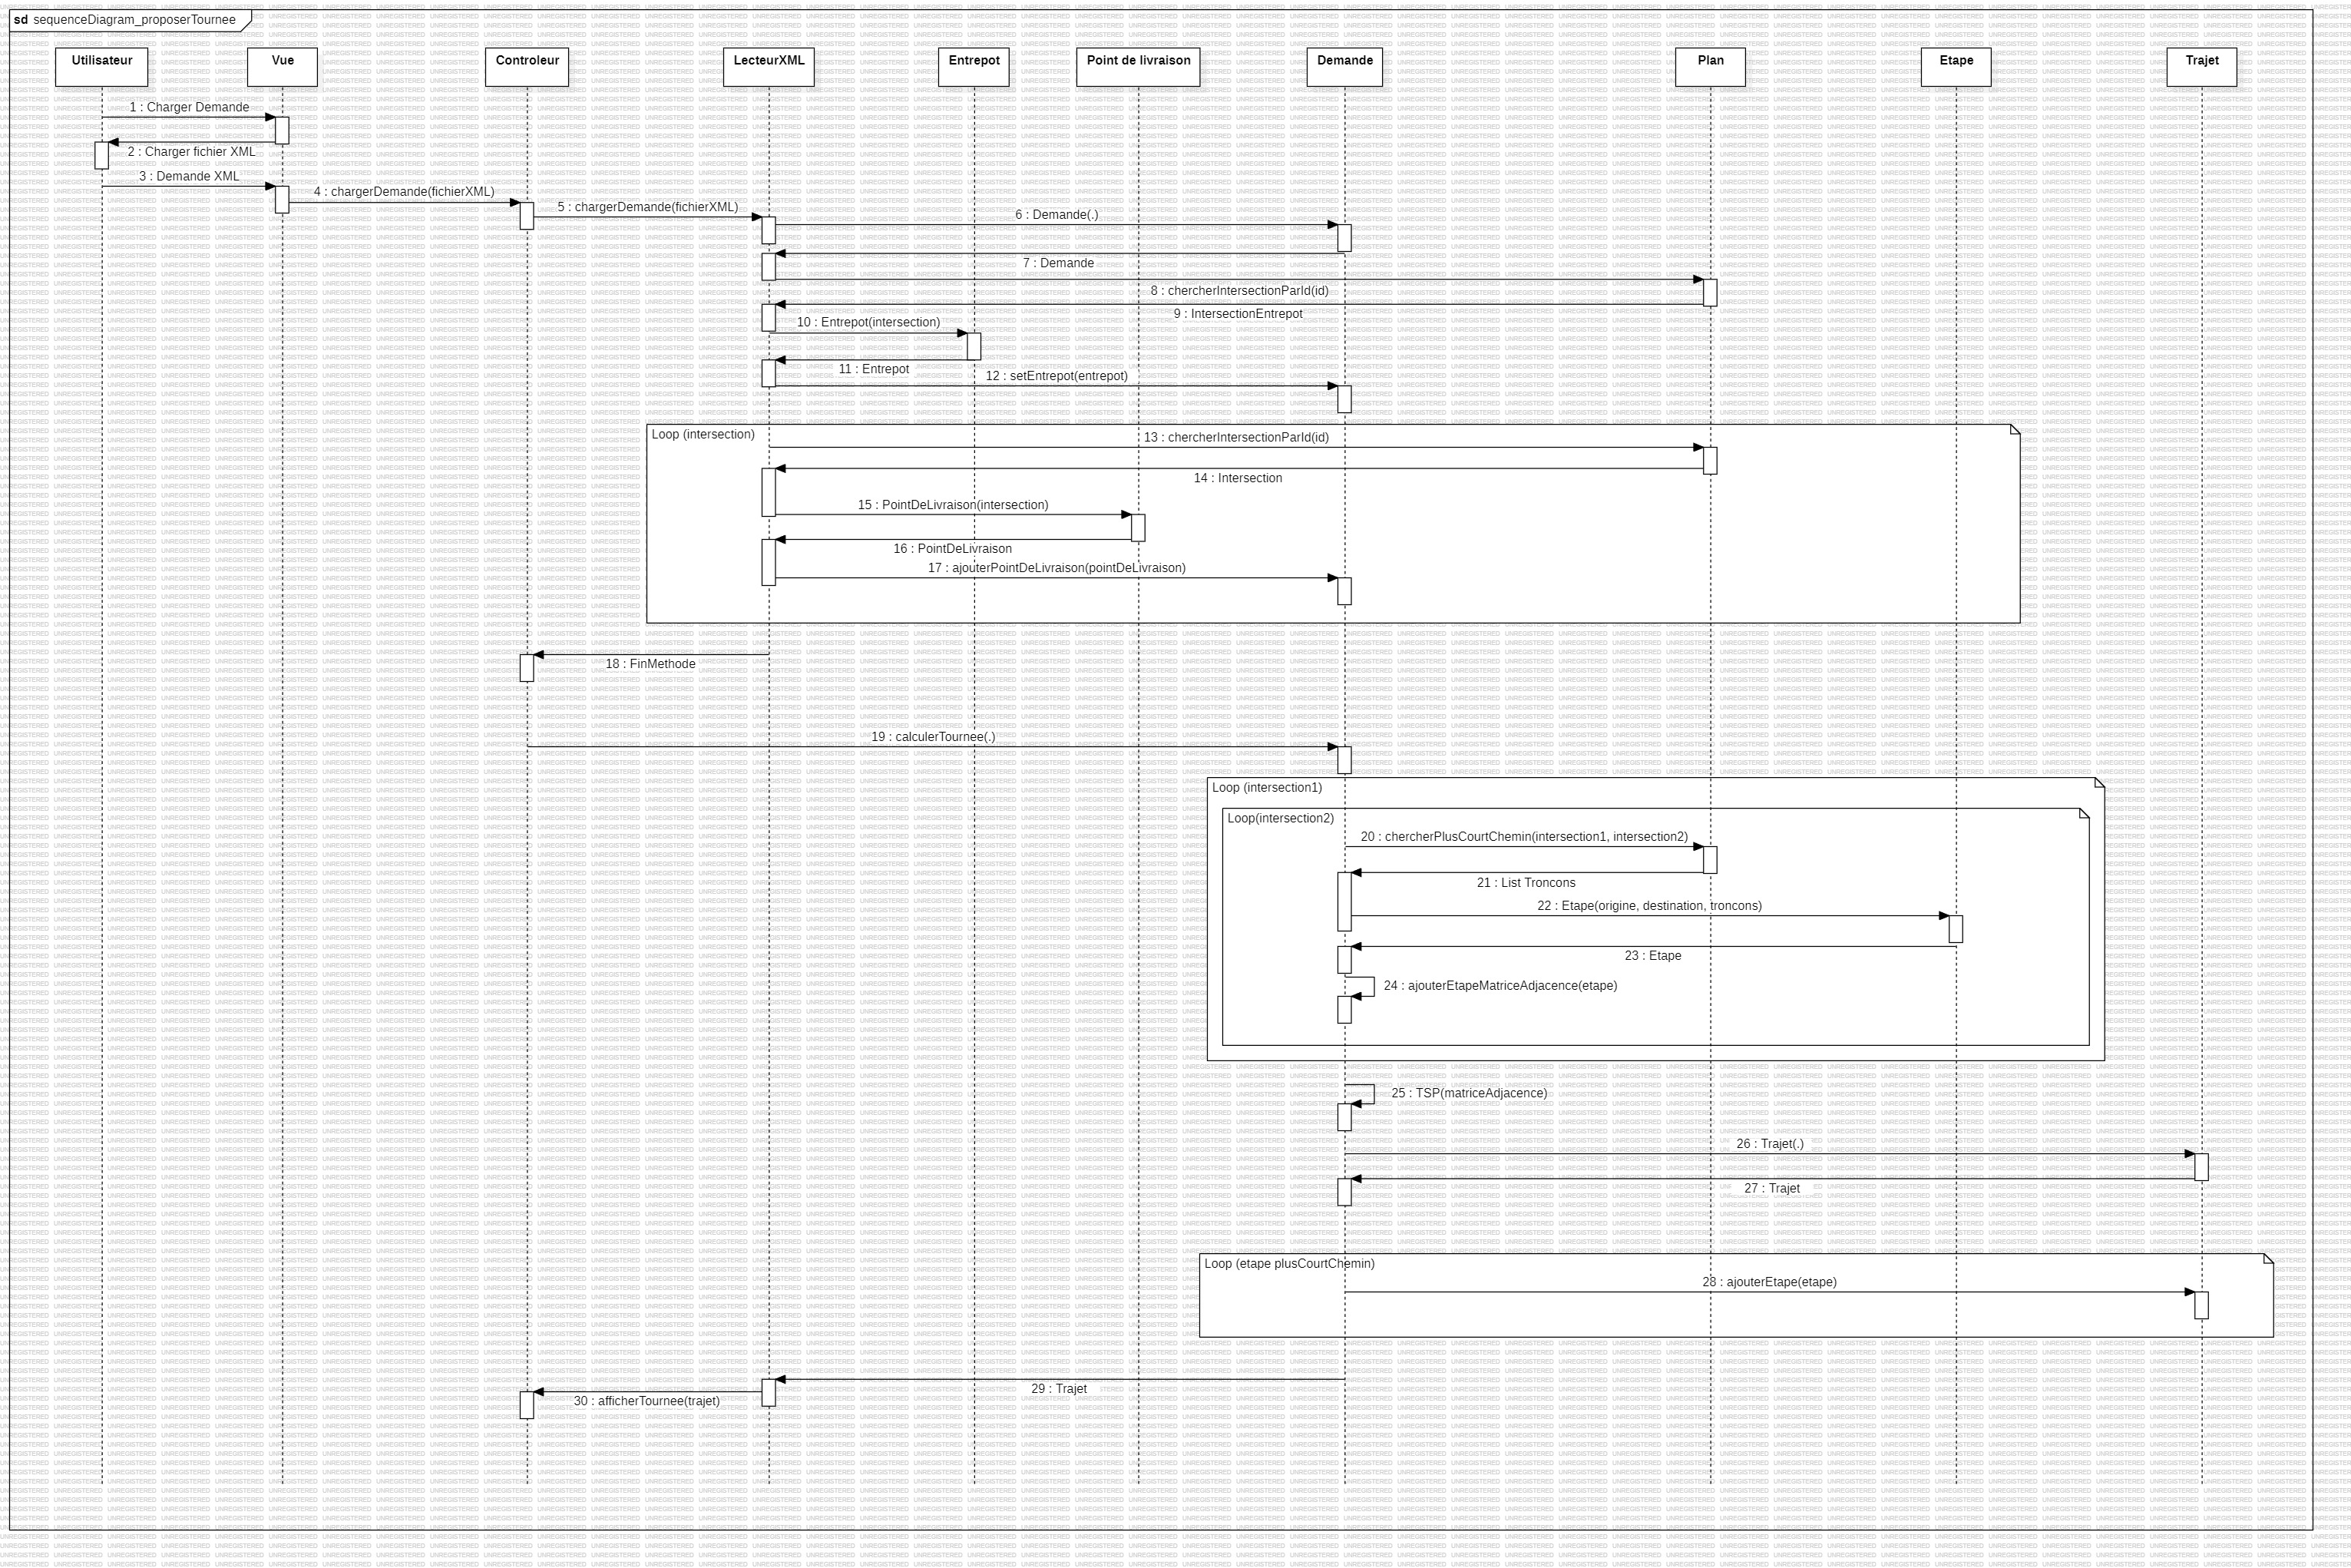 sd sequenceDiagram_proposerTournee
Utilisateur
Vue
Controleur
LecteurXML
Entrepot
Point de livraison
Demande
Plan
Etape
Trajet
1 : Charger Demande
2 : Charger fichier XML
3 : Demande XML
4 : chargerDemande(fichierXML)
5 : chargerDemande(fichierXML)
6 : Demande(.)
7 : Demande
8 : chercherIntersectionParId(id)
9 : IntersectionEntrepot
10 : Entrepot(intersection)
11 : Entrepot
12 : setEntrepot(entrepot)
Loop (intersection)
13 : chercherIntersectionParId(id)
14 : Intersection
15 : PointDeLivraison(intersection)
16 : PointDeLivraison
17 : ajouterPointDeLivraison(pointDeLivraison)
18 : FinMethode
19 : calculerTournee(.)
Loop (intersection1)
Loop(intersection2)
20 : chercherPlusCourtChemin(intersection1, intersection2)
21 : List Troncons
22 : Etape(origine, destination, troncons)
23 : Etape
24 : ajouterEtapeMatriceAdjacence(etape)
25 : TSP(matriceAdjacence)
26 : Trajet(.)
27 : Trajet
Loop (etape plusCourtChemin)
28 : ajouterEtape(etape)
29 : Trajet
30 : afficherTournee(trajet)
UNREGISTERED